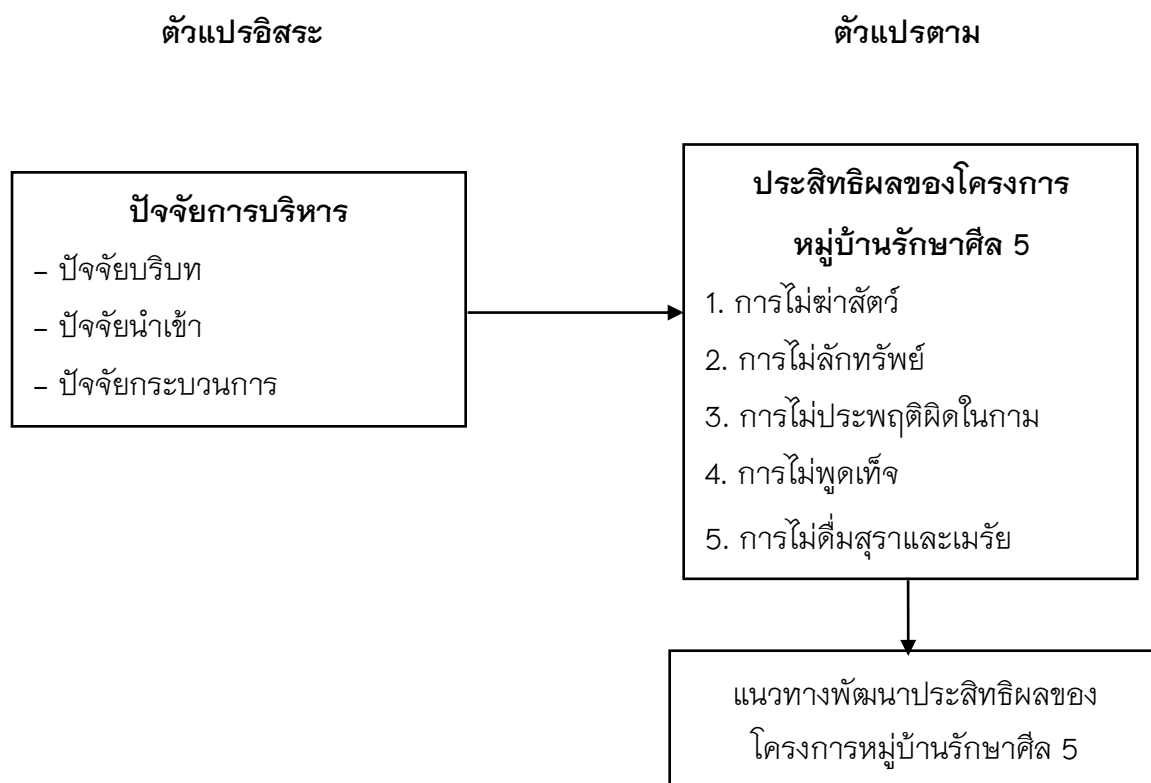 ตัวแปรอิสระ
ตัวแปรตาม
ปัจจัยการบริหาร
– ปัจจัยบริบท
– ปัจจัยนำเข้า
– ปัจจัยกระบวนการ
ประสิทธิผลของโครงการ
หมู่บ้านรักษาศีล 5
1. การไม่ฆ่าสัตว์
2. การไม่ลักทรัพย์
3. การไม่ประพฤติผิดในกาม
4. การไม่พูดเท็จ
5. การไม่ดื่มสุราและเมรัย
แนวทางพัฒนาประสิทธิผลของ
โครงการหมู่บ้านรักษาศีล 5